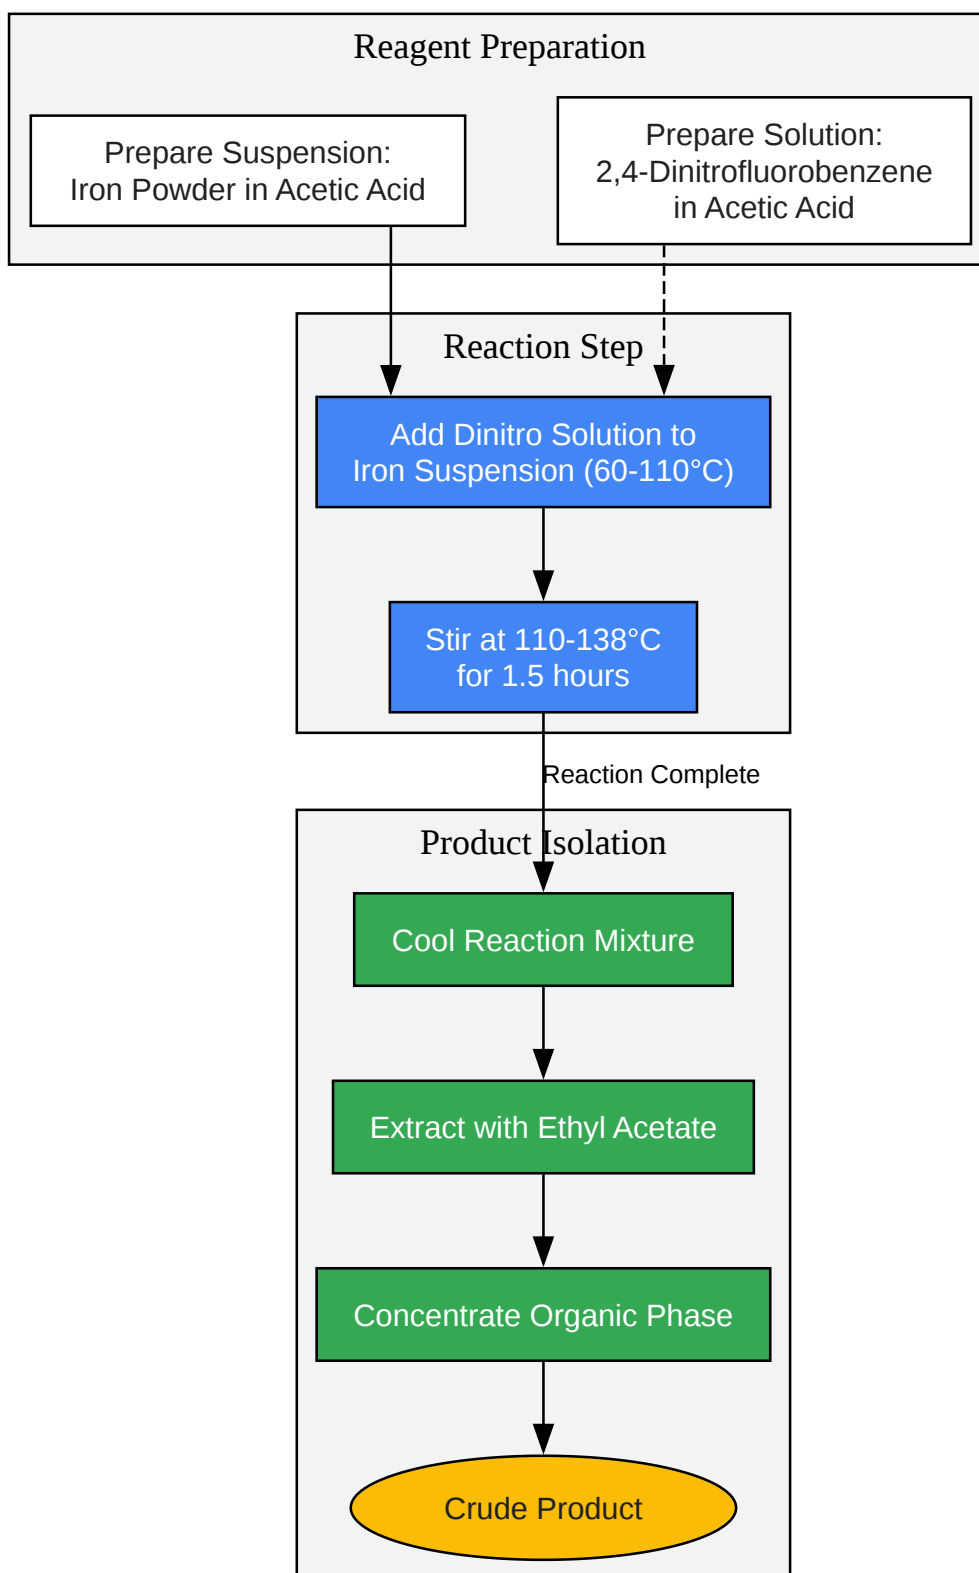 Reagent Preparation
Prepare Suspension:
Iron Powder in Acetic Acid
Prepare Solution:
2,4-Dinitrofluorobenzene
in Acetic Acid
Reaction Step
Add Dinitro Solution to
Iron Suspension (60-110°C)
Stir at 110-138°C
for 1.5 hours
Reaction Complete
Product Isolation
Cool Reaction Mixture
Extract with Ethyl Acetate
Concentrate Organic Phase
Crude Product